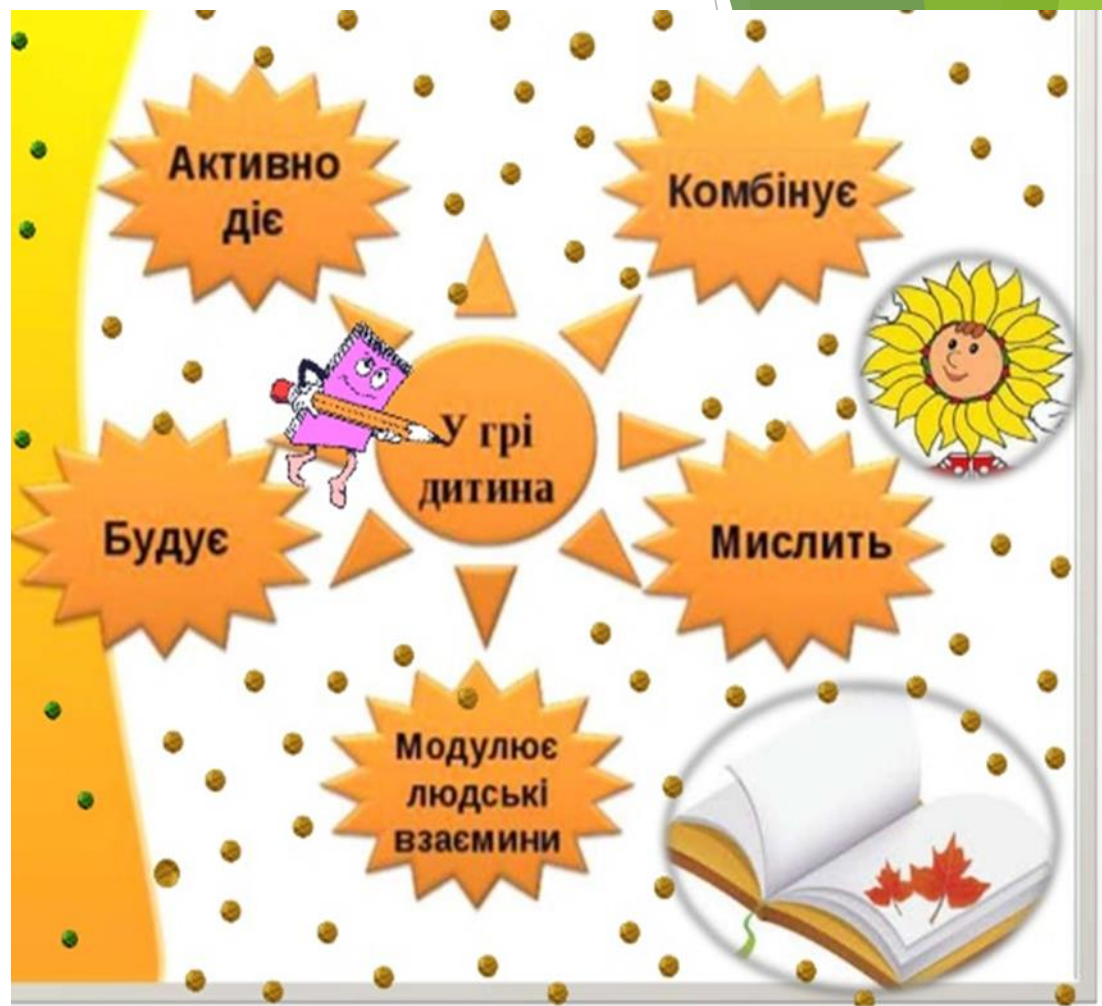 Активно
діє
Комбінує
У грі
дитина
Будує
Мислить
Модулює
людські
взаємини